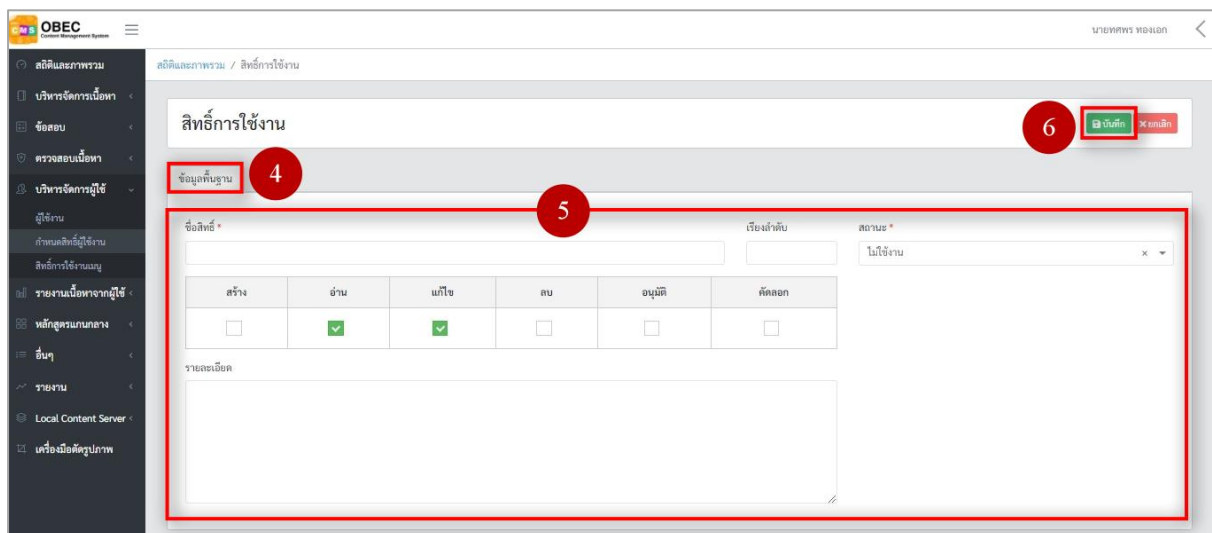 CMS OBEC
Content Management System
นายทศพร ทองเอก
สถิติและภาพรวม
บริหารจัดการเนื้อหา
ข้อสอบ
ตรวจสอบเนื้อหา
บริหารจัดการผู้ใช้
ผู้ใช้งาน
กำหนดสิทธิ์ผู้ใช้งาน
สิทธิ์การใช้งานเมนู
รายงานเนื้อหาจากผู้ใช้
หลักสูตรแกนกลาง
อื่นๆ
รายงาน
Local Content Server
เครื่องมือตัดรูปภาพ
สถิติและภาพรวม / สิทธิ์การใช้งาน
สิทธิ์การใช้งาน
6
บันทึก × ยกเลิก
ข้อมูลพื้นฐาน
4
5
ชื่อสิทธิ์ * เรียงลำดับ สถานะ *
ไม่ใช้งาน ×
สร้าง อ่าน แก้ไข ลบ อนุมัติ คัดลอก
รายละเอียด